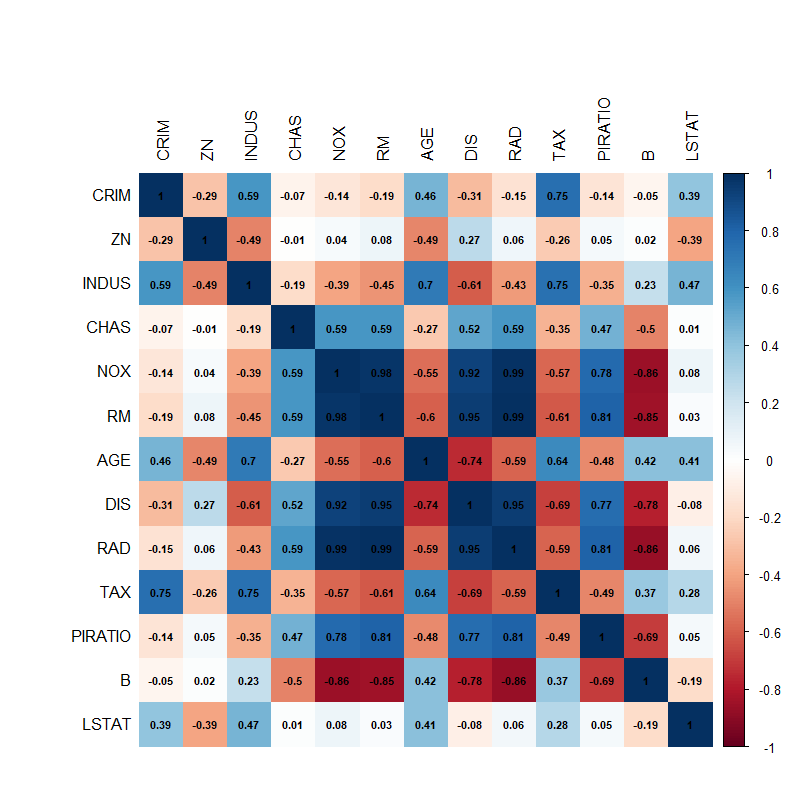 CRIM ZN INDUS CHAS NOX RM AGE DIS RAD TAX PIRATIO B LSTAT
CRIM 1 -0.29 0.59 -0.07 -0.14 -0.19 0.46 -0.31 -0.15 0.75 -0.14 -0.05 0.39
ZN -0.29 1 -0.49 -0.01 0.04 0.08 -0.49 0.27 0.06 -0.26 0.05 0.02 -0.39
INDUS 0.59 -0.49 1 -0.19 -0.39 -0.45 0.7 -0.61 -0.43 0.75 -0.35 0.23 0.47
CHAS -0.07 -0.01 -0.19 1 0.59 0.59 -0.27 0.52 0.59 -0.35 0.47 -0.5 0.01
NOX -0.14 0.04 -0.39 0.59 1 0.98 -0.55 0.92 0.99 -0.57 0.78 -0.86 0.08
RM -0.19 0.08 -0.45 0.59 0.98 1 -0.6 0.95 0.99 -0.61 0.81 -0.85 0.03
AGE 0.46 -0.49 0.7 -0.27 -0.55 -0.6 1 -0.74 -0.59 0.64 -0.48 0.42 0.41
DIS -0.31 0.27 -0.61 0.52 0.92 0.95 -0.74 1 0.95 -0.69 0.77 -0.78 -0.08
RAD -0.15 0.06 -0.43 0.59 0.99 0.99 -0.59 0.95 1 -0.59 0.81 -0.86 0.06
TAX 0.75 -0.26 0.75 -0.35 -0.57 -0.61 0.64 -0.69 -0.59 1 -0.49 0.37 0.28
PIRATIO -0.14 0.05 -0.35 0.47 0.78 0.81 -0.48 0.77 0.81 -0.49 1 -0.69 0.05
B -0.05 0.02 0.23 -0.5 -0.86 -0.85 0.42 -0.78 -0.86 0.37 -0.69 1 -0.19
LSTAT 0.39 -0.39 0.47 0.01 0.08 0.03 0.41 -0.08 0.06 0.28 0.05 -0.19 1
1
0.8
0.6
0.4
0.2
0
-0.2
-0.4
-0.6
-0.8
-1